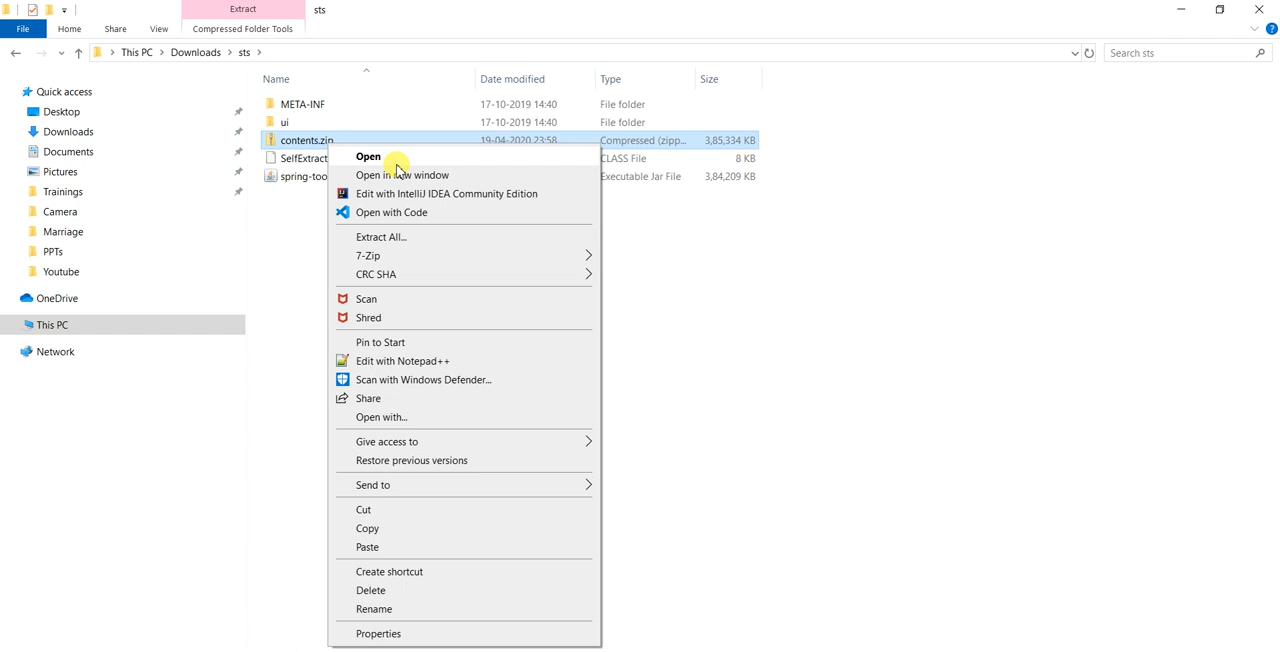 Extract
sts
File
Home
Share
View
Compressed Folder Tools
This PC
Downloads
sts
Search sts
Name
Date modified
Type
Size
Quick access
Desktop
Downloads
Documents
Pictures
Trainings
Camera
Marriage
PPTs
Youtube
OneDrive
This PC
Network
META-INF 17-10-2019 14:40 File folder
ui 17-10-2019 14:40 File folder
contents.zip 19-04-2020 23:58 Compressed (zipp... 3,85,334 KB
SelfExtract CLASS File 8 KB
spring-too Executable Jar File 3,84,209 KB
Open
Open in new window
Edit with IntelliJ IDEA Community Edition
Open with Code
Extract All...
7-Zip
CRC SHA
Scan
Shred
Pin to Start
Edit with Notepad++
Scan with Windows Defender...
Share
Open with...
Give access to
Restore previous versions
Send to
Cut
Copy
Paste
Create shortcut
Delete
Rename
Properties